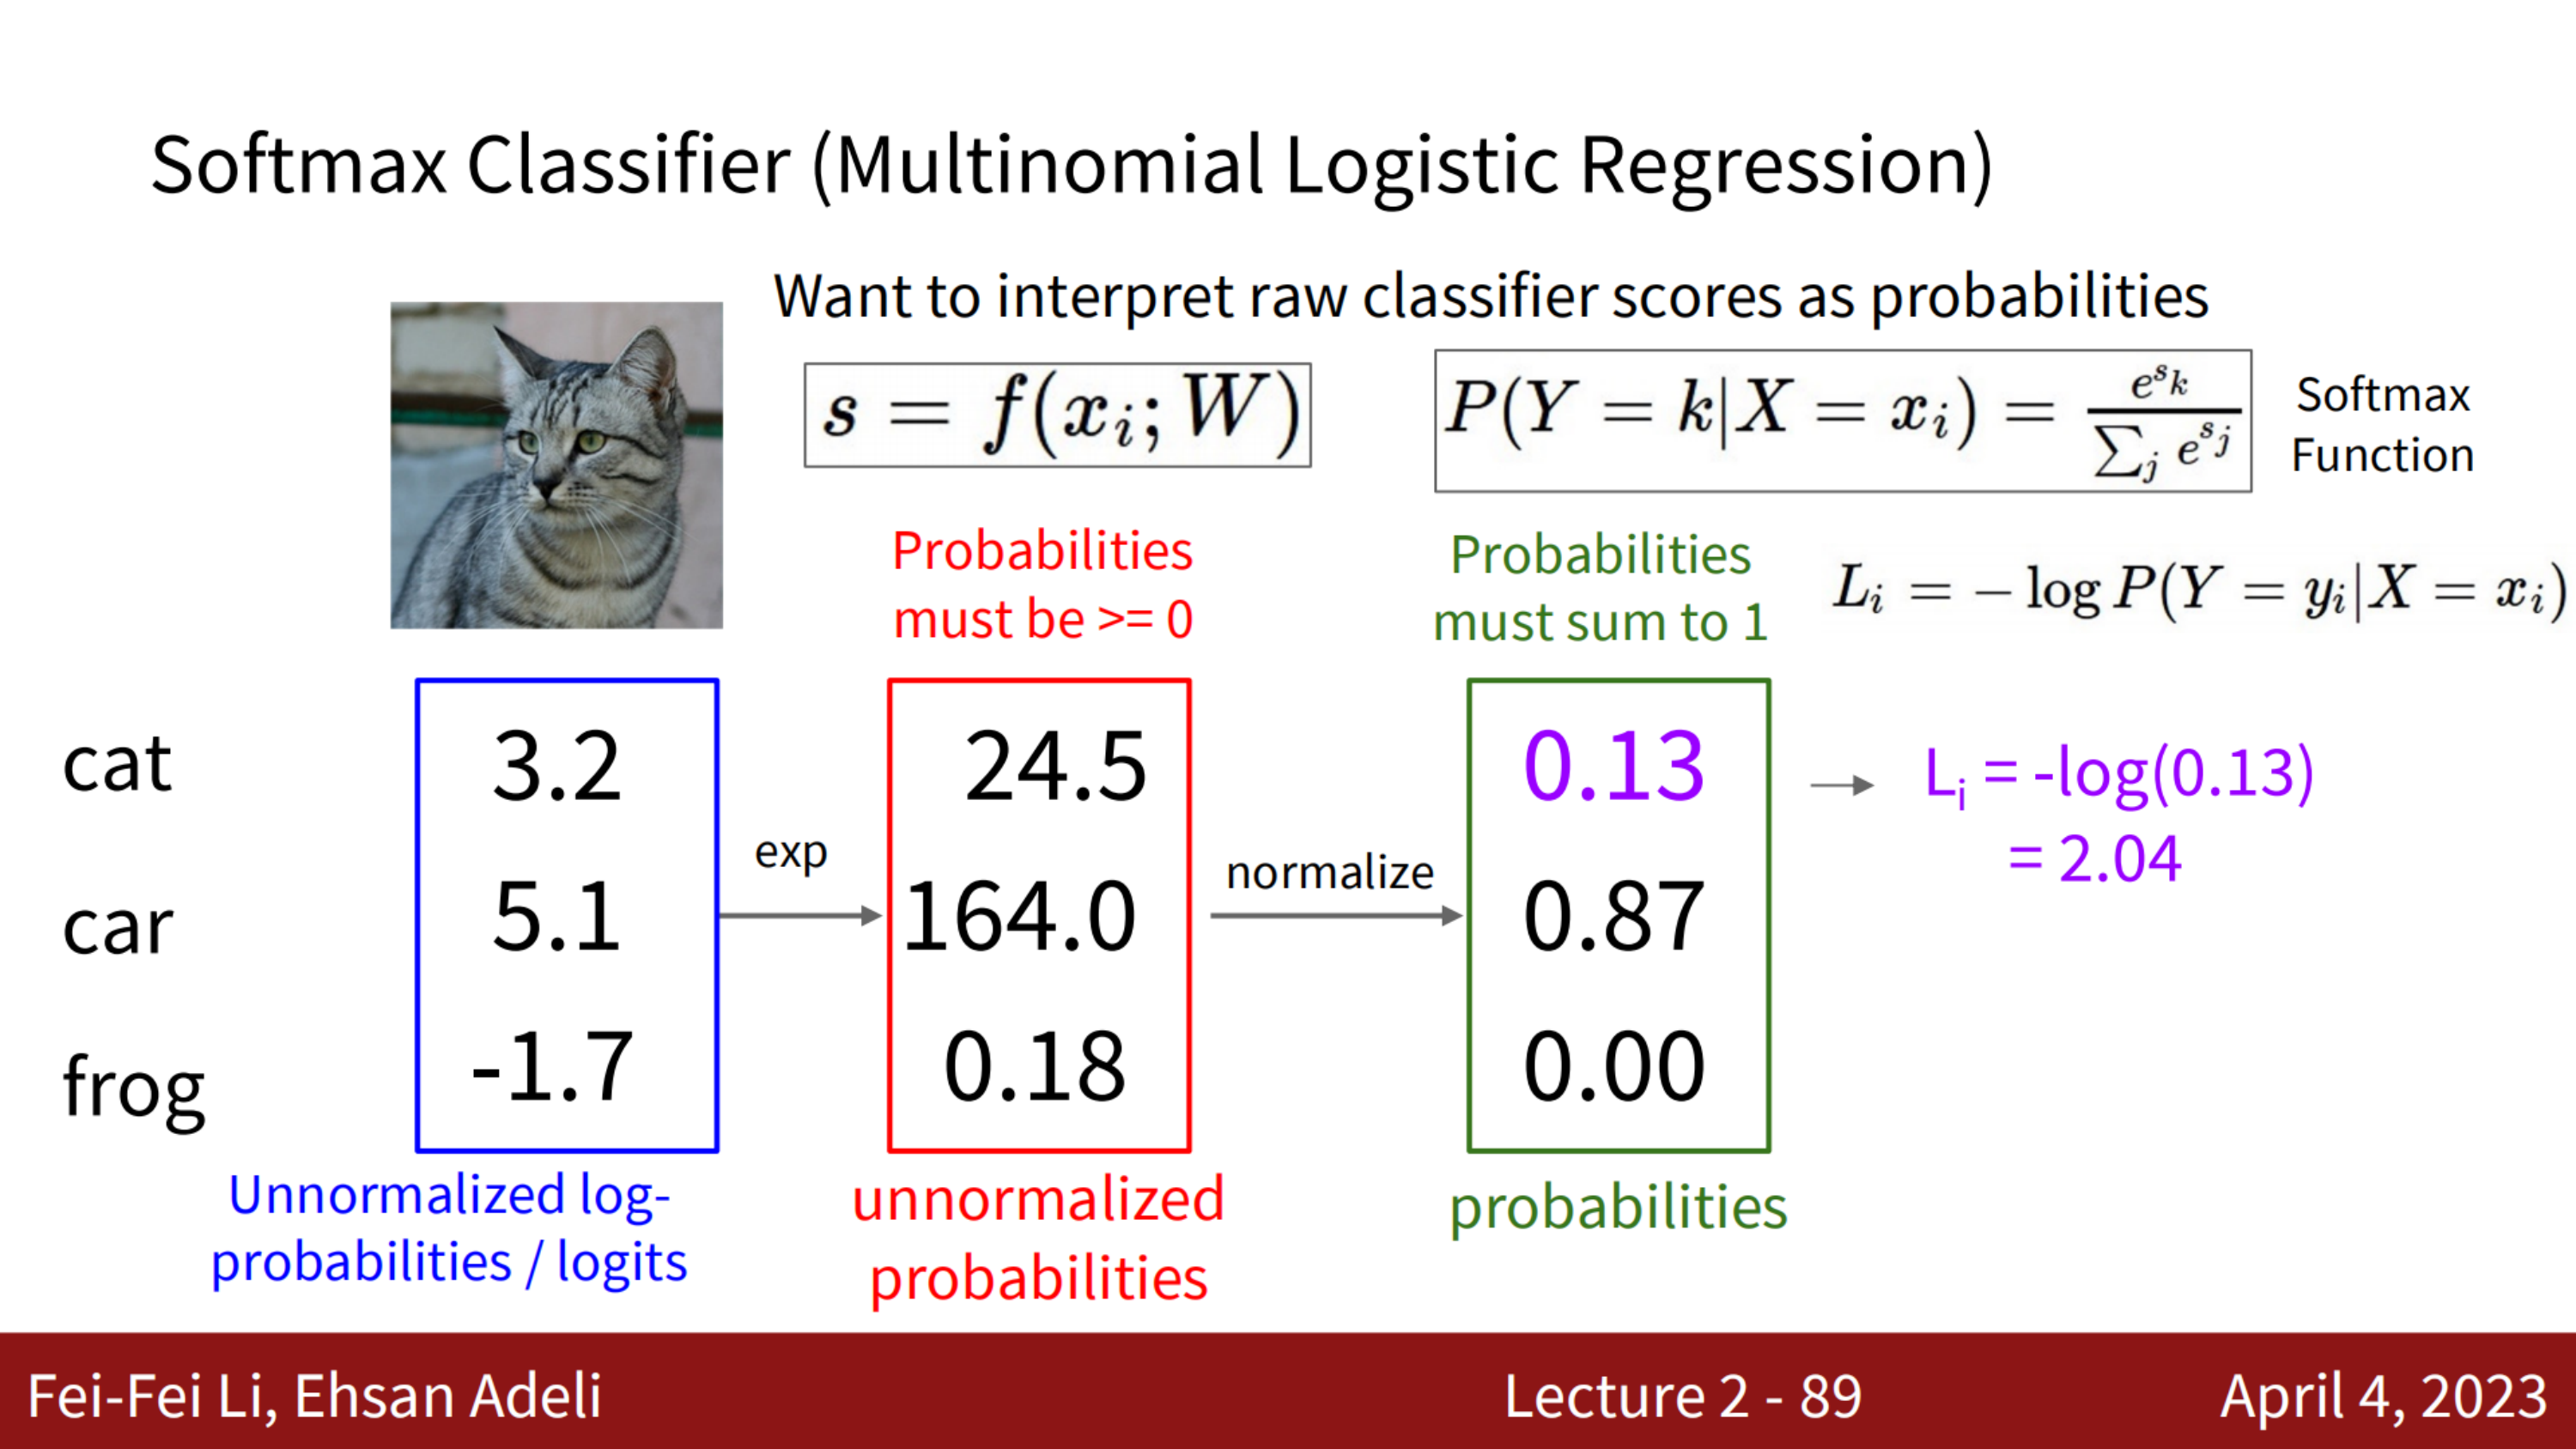 Softmax Classifier (Multinomial Logistic Regression)
Want to interpret raw classifier scores as probabilities
s = f(x_i; W)
P(Y = k|X = x_i) = \frac{e^{s_k}}{\sum_j e^{s_j}}
Softmax
Function
Probabilities
must be >= 0
Probabilities
must sum to 1
L_i = − log P(Y = y_i|X = x_i)
cat
3.2
24.5
0.13
L_i = -log(0.13)
= 2.04
exp
normalize
car
5.1
164.0
0.87
frog
-1.7
0.18
0.00
Unnormalized log-
probabilities / logits
unnormalized
probabilities
probabilities
Fei-Fei Li, Ehsan Adeli
Lecture 2 - 89
April 4, 2023